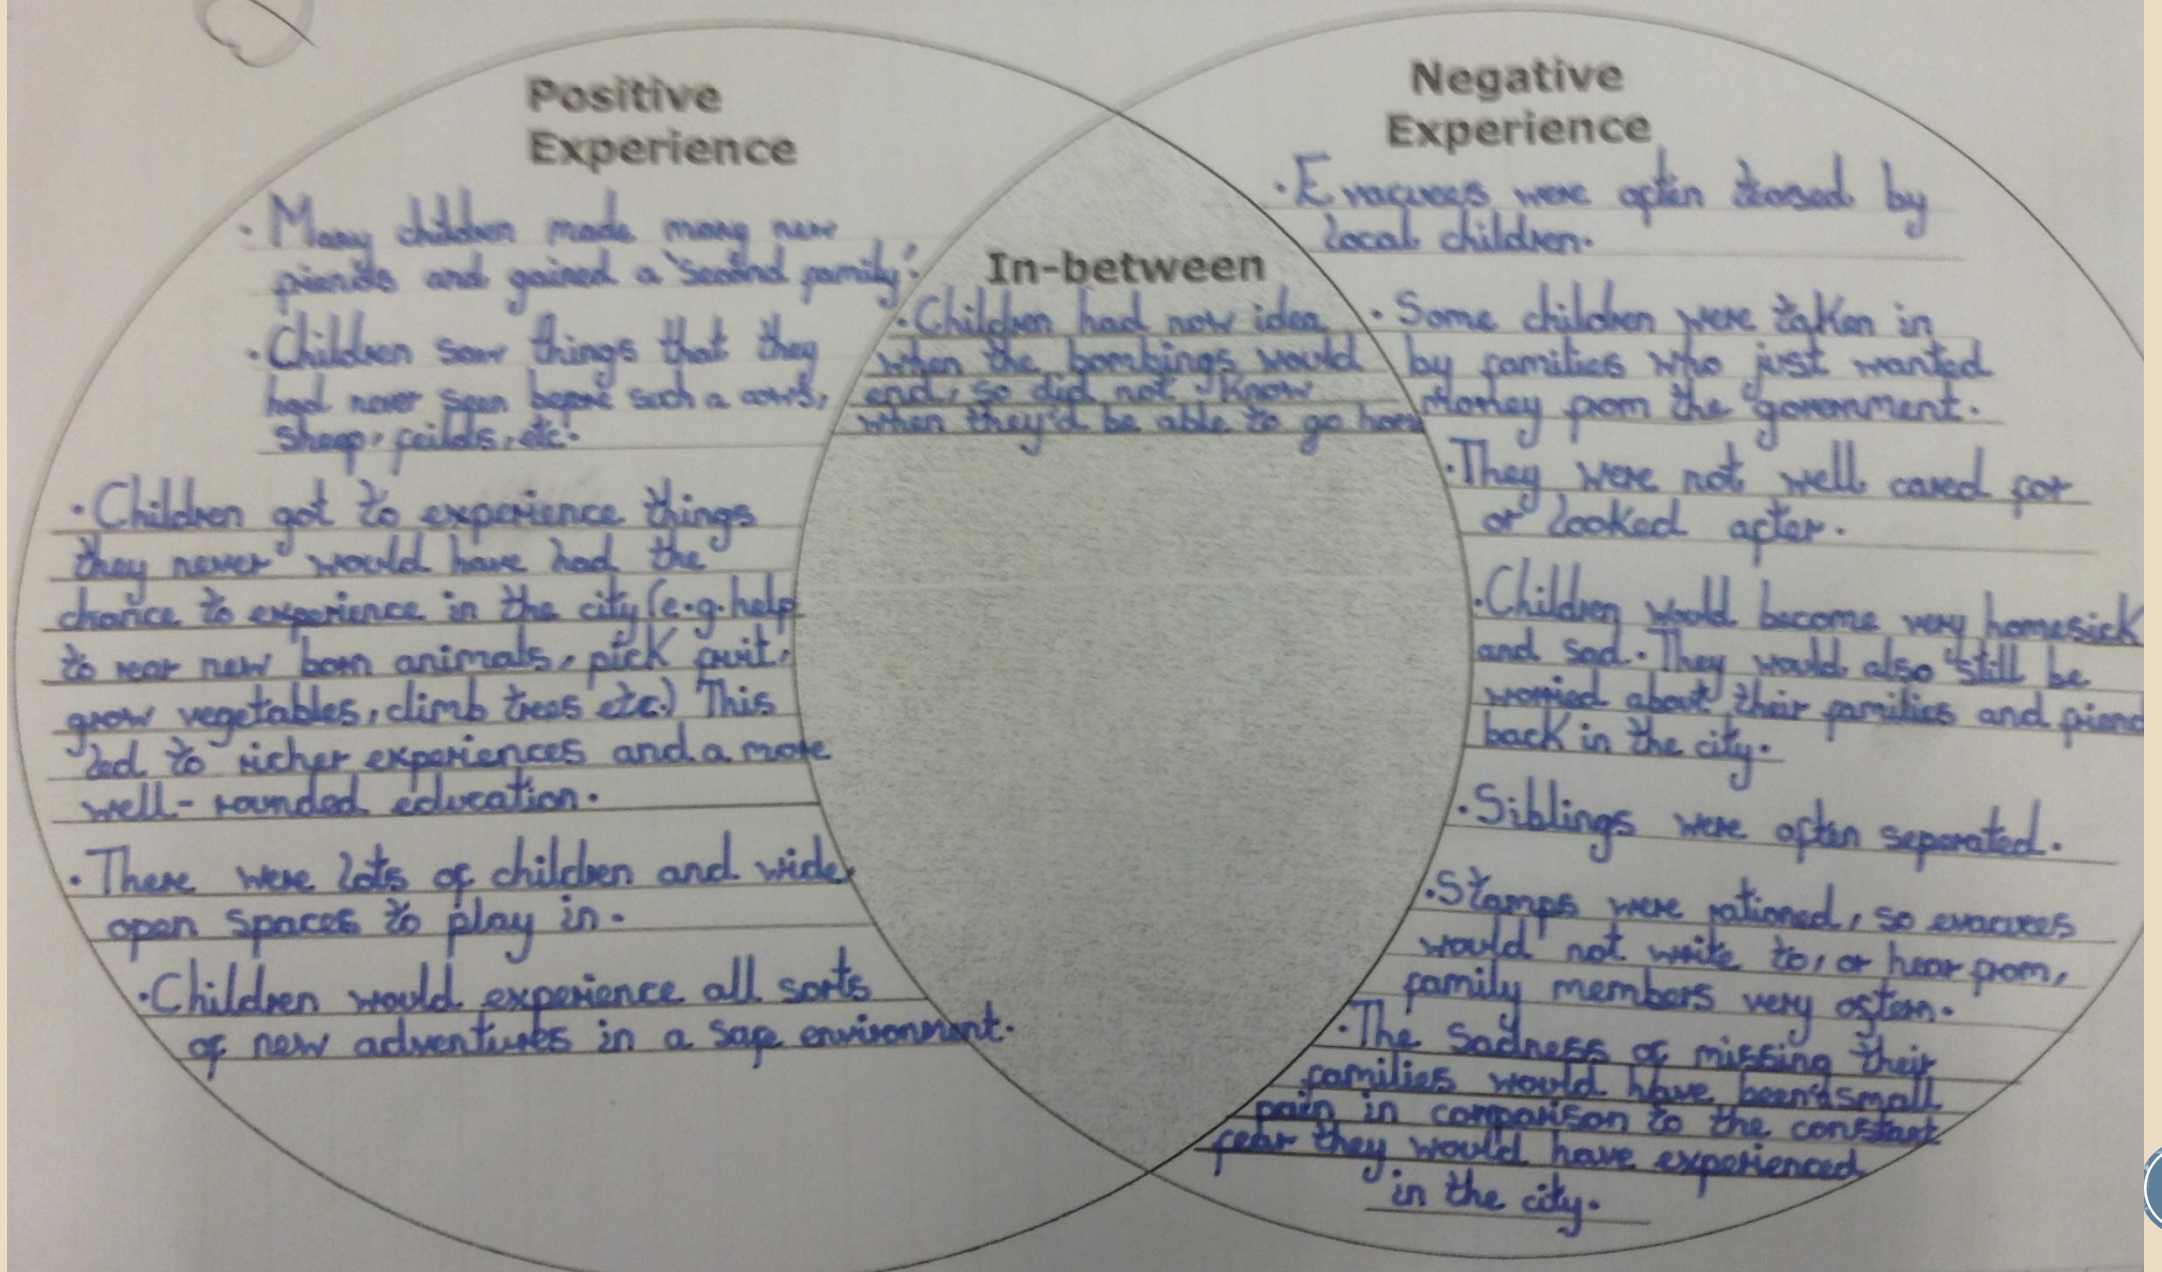 Positive
Experience
· Many children made many new
friends and gained a 'second family'.
· Children saw things that they
had never seen before such a cows,
sheep, feilds, etc.
· Children got to experience things
they never would have had the
chance to experience in the city (e.g. help
to rear new born animals, pick fruit,
grow vegetables, climb trees etc.) This
led to richer experiences and a more
well-rounded education.
· There were lots of children and wide,
open spaces to play in.
· Children would experience all sorts
of new adventures in a safe environment.
In-between
· Children had now idea
when the bombings would
end, so did not know
when they'd be able to go home
Negative
Experience
· Evacuees were often teased by
local children.
· Some children were taken in
by families who just wanted
money from the government.
· They were not well cared for
or looked after.
· Children would become very homesick
and sad. They would also still be
worried about their families and friend
back in the city.
· Siblings were often separated.
· Stamps were rationed, so evacuees
would not write to, or hear from,
family members very often.
· The sadness of missing their
families would have been a small
pain in comparison to the constant
fear they would have experienced
in the city.